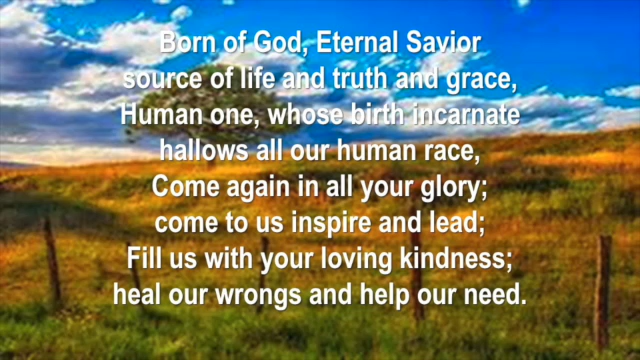 Born of God, Eternal Savior
source of life and truth and grace,
Human one, whose birth incarnate
hallows all our human race,
Come again in all your glory;
come to us inspire and lead;
Fill us with your loving kindness;
heal our wrongs and help our need.